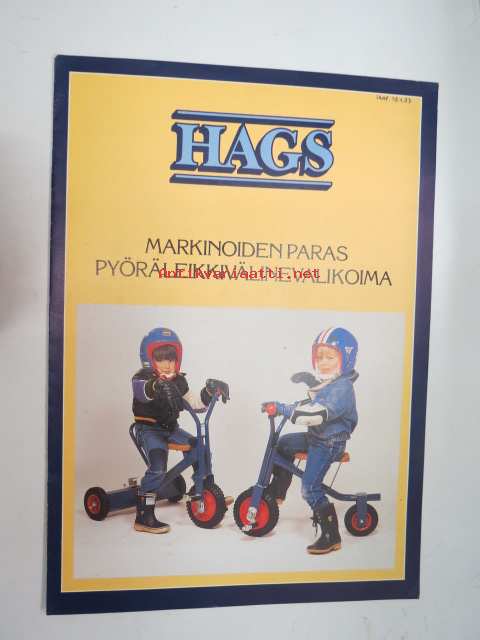 HAGS
MARKINOIDEN PARAS
PYÖRÄLEIKKIVÄLINEVALIKOIMA
Antikvariaatti.net